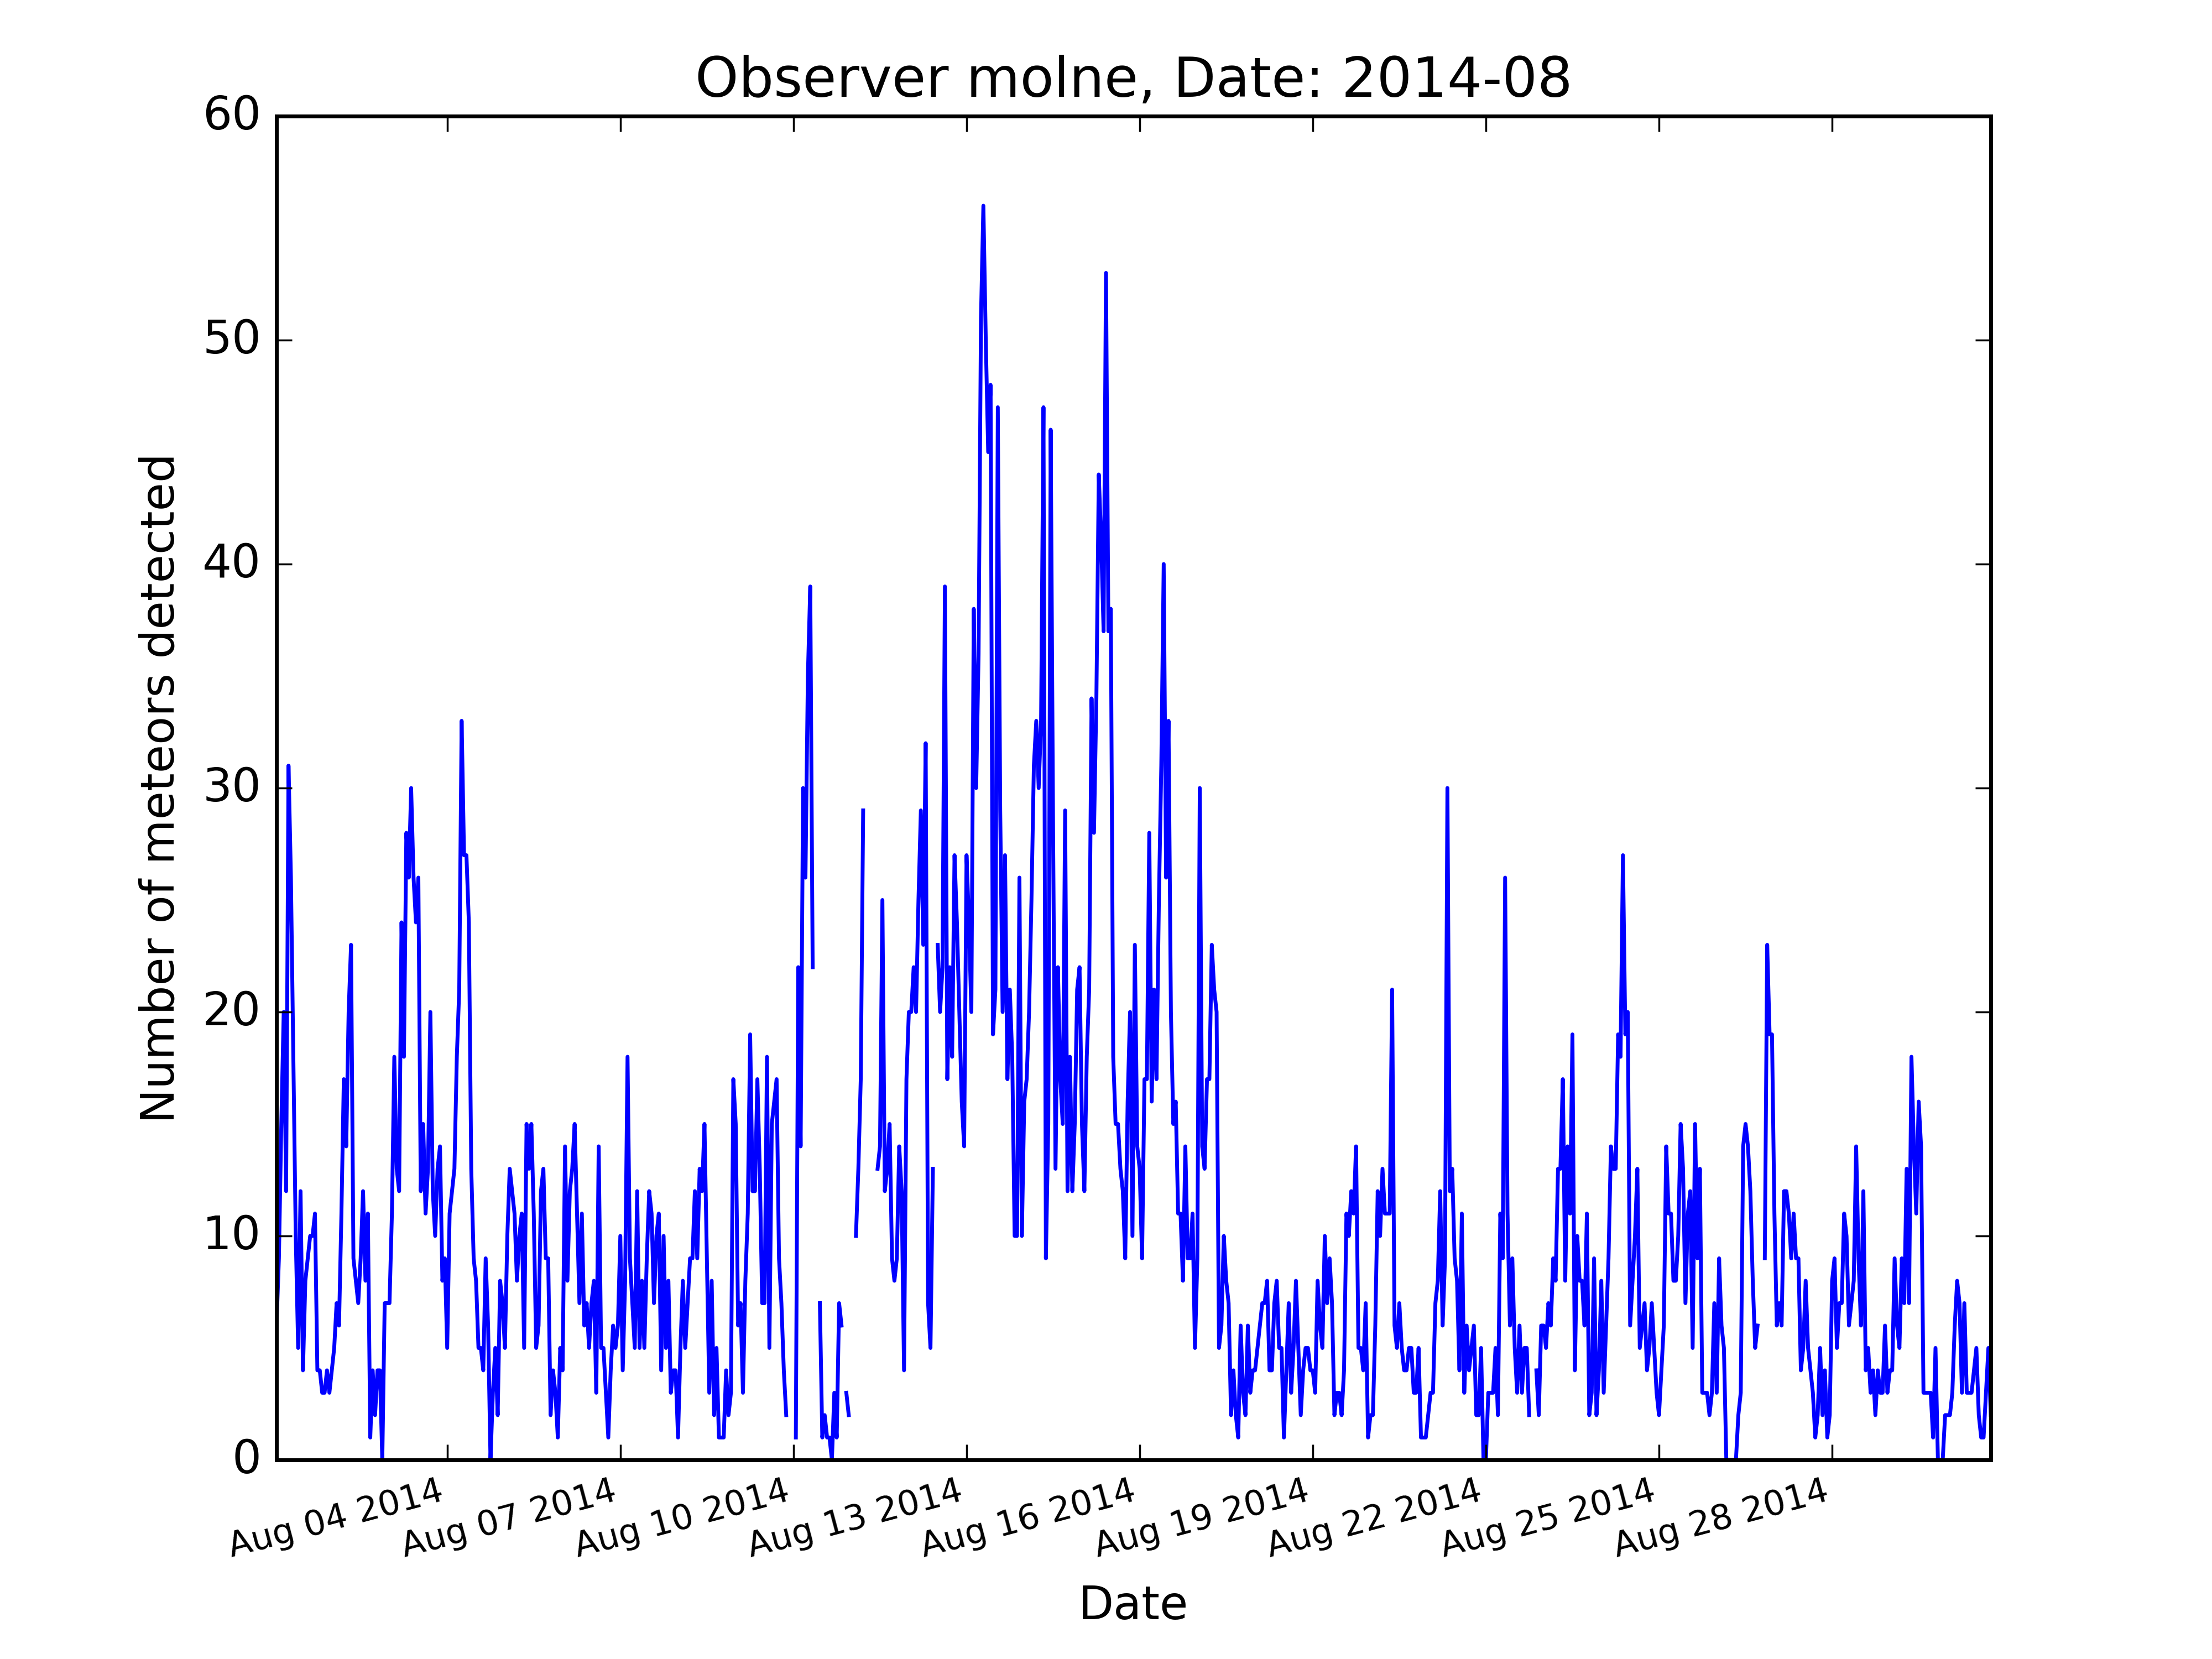 Observer molne, Date: 2014-08
60
50
40
30
20
10
0
Number of meteors detected
Aug 04 2014
Aug 07 2014
Aug 10 2014
Aug 13 2014
Aug 16 2014
Aug 19 2014
Aug 22 2014
Aug 25 2014
Aug 28 2014
Date